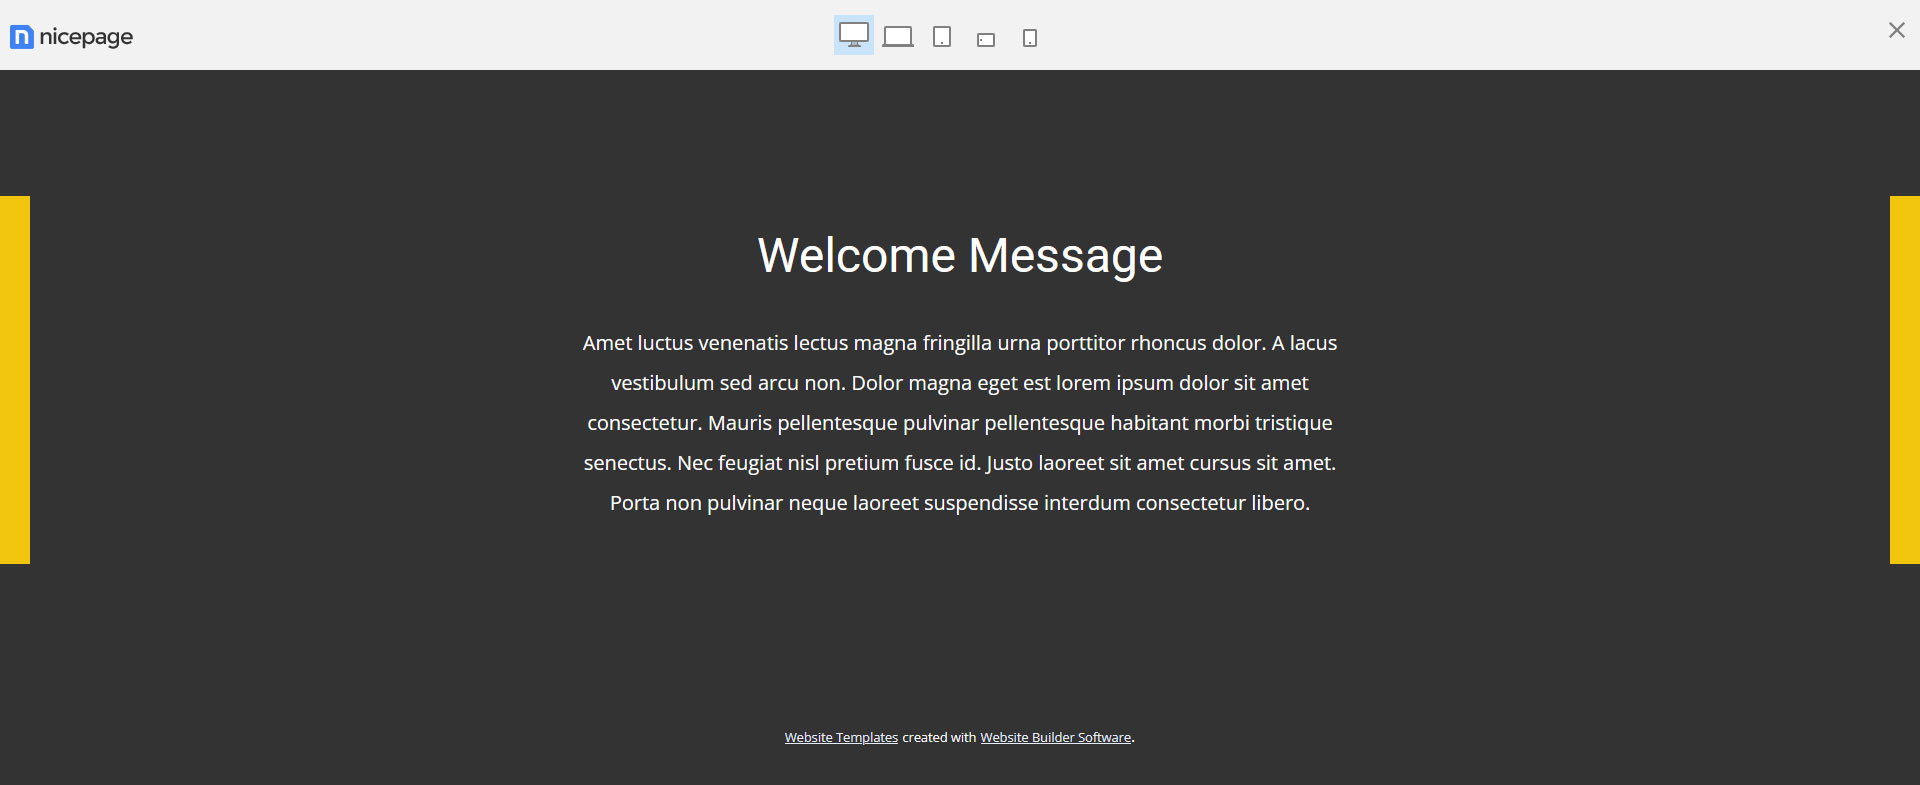 nicepage
Welcome Message
Amet luctus venenatis lectus magna fringilla urna porttitor rhoncus dolor. A lacus
vestibulum sed arcu non. Dolor magna eget est lorem ipsum dolor sit amet
consectetur. Mauris pellentesque pulvinar pellentesque habitant morbi tristique
senectus. Nec feugiat nisl pretium fusce id. Justo laoreet sit amet cursus sit amet.
Porta non pulvinar neque laoreet suspendisse interdum consectetur libero.
Website Templates created with Website Builder Software.